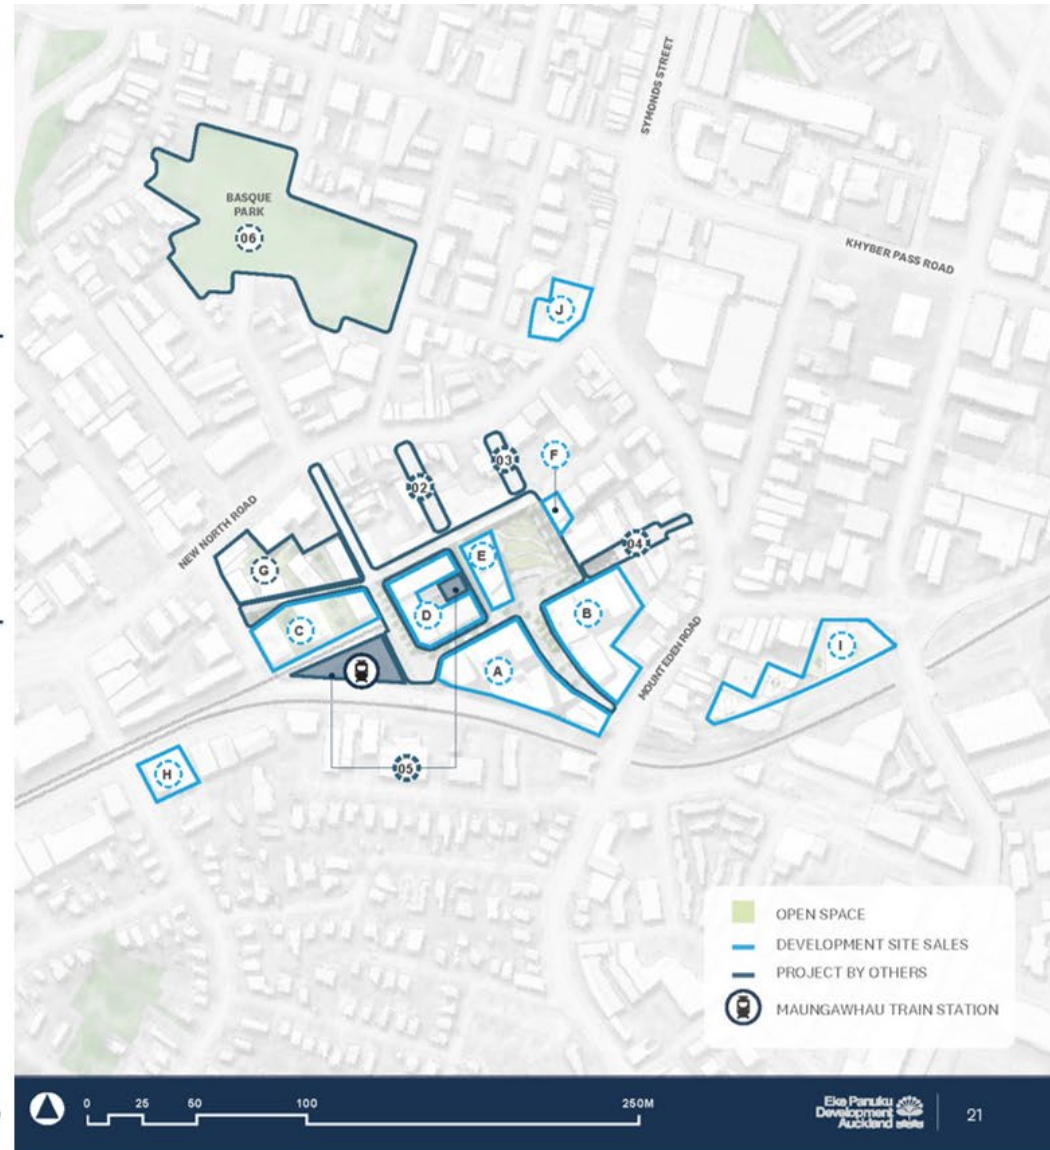 SYMONDS STREET
BASQUE
PARK
06
KHYBER PASS ROAD
J
03
F
02
NEW NORTH ROAD
04
E
G
D
B
C
I
A
MOUNT EDEN ROAD
05
H
OPEN SPACE
DEVELOPMENT SITE SALES
PROJECT BY OTHERS
MAUNGAWHAU TRAIN STATION
0 25 50 100 250M
Eke Panuku
Development
Auckland
21